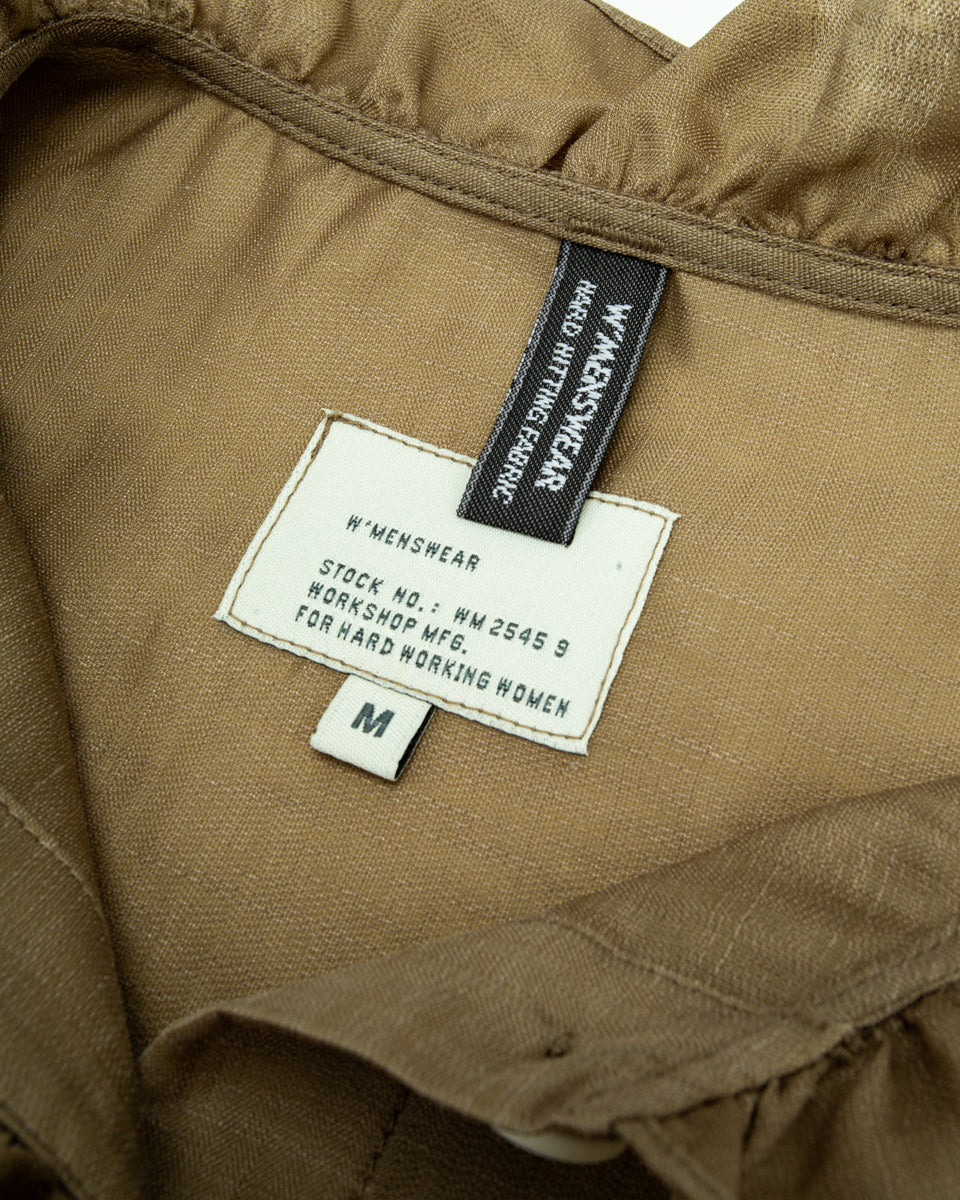 W'MENSWEAR
HARD HITTING FABRIC
W'MENSWEAR
STOCK NO.: WM 2545 9
WORKSHOP MFG.
FOR HARD WORKING WOMEN
M